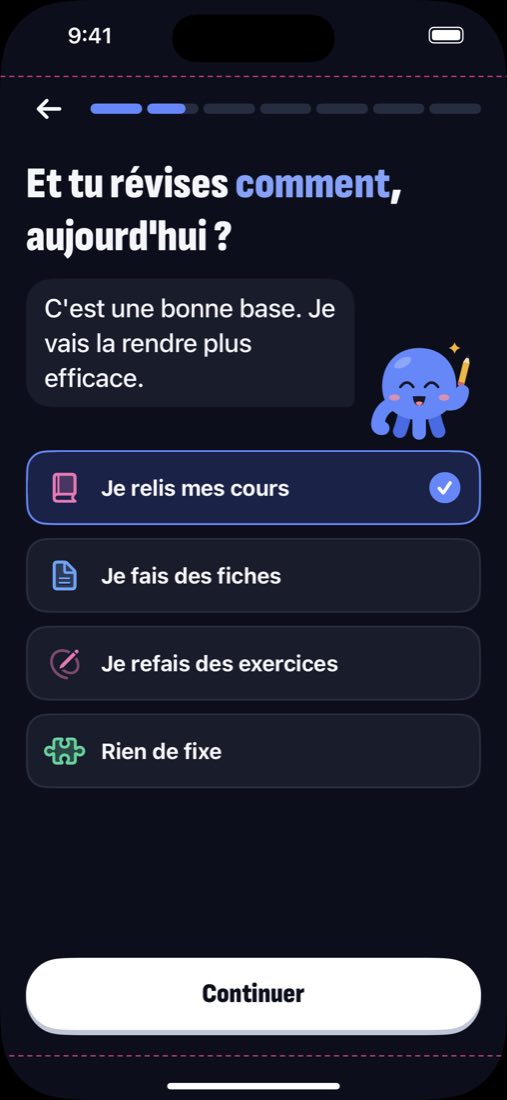 9:41
Et tu révises comment,
aujourd'hui ?
C'est une bonne base. Je
vais la rendre plus
efficace.
Je relis mes cours
Je fais des fiches
Je refais des exercices
Rien de fixe
Continuer